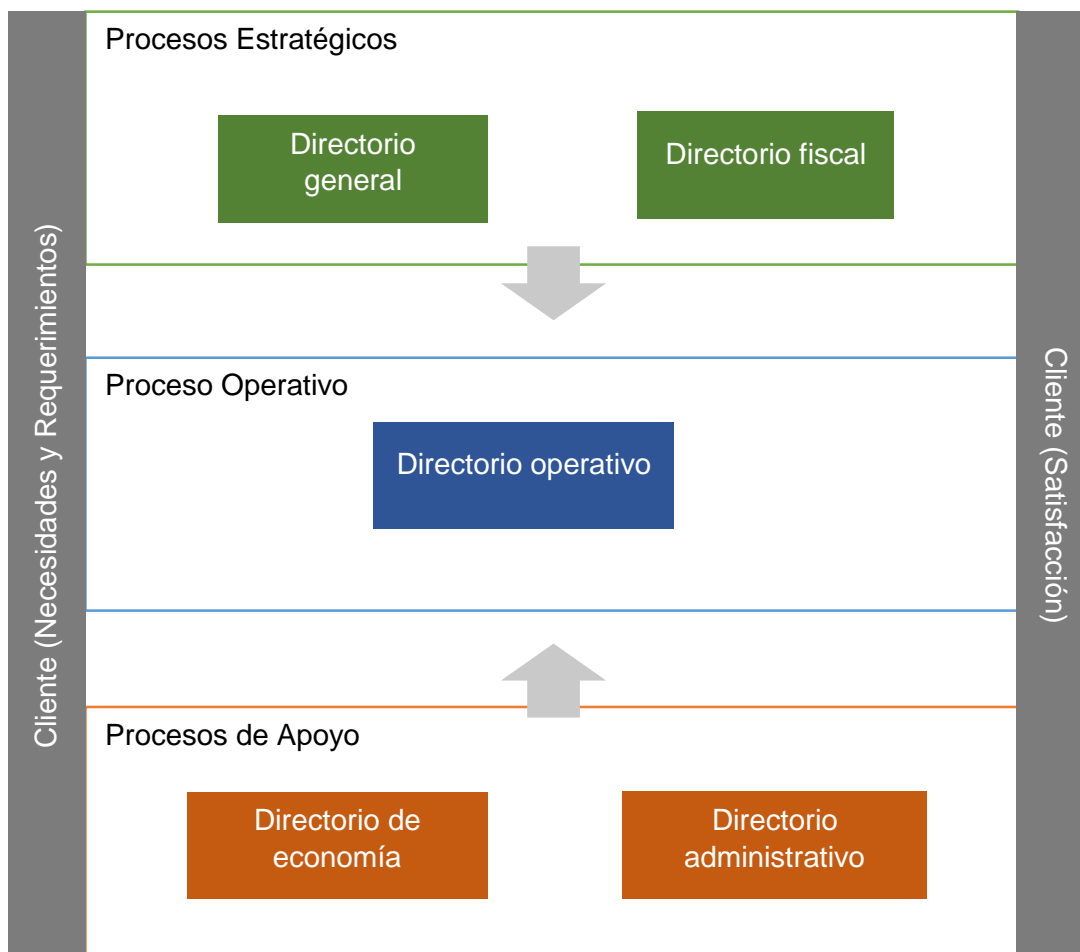 Procesos Estratégicos
Directorio
general
Directorio fiscal
Cliente (Necesidades y Requerimientos)
Proceso Operativo
Directorio operativo
Cliente (Satisfacción)
Procesos de Apoyo
Directorio de
economía
Directorio
administrativo